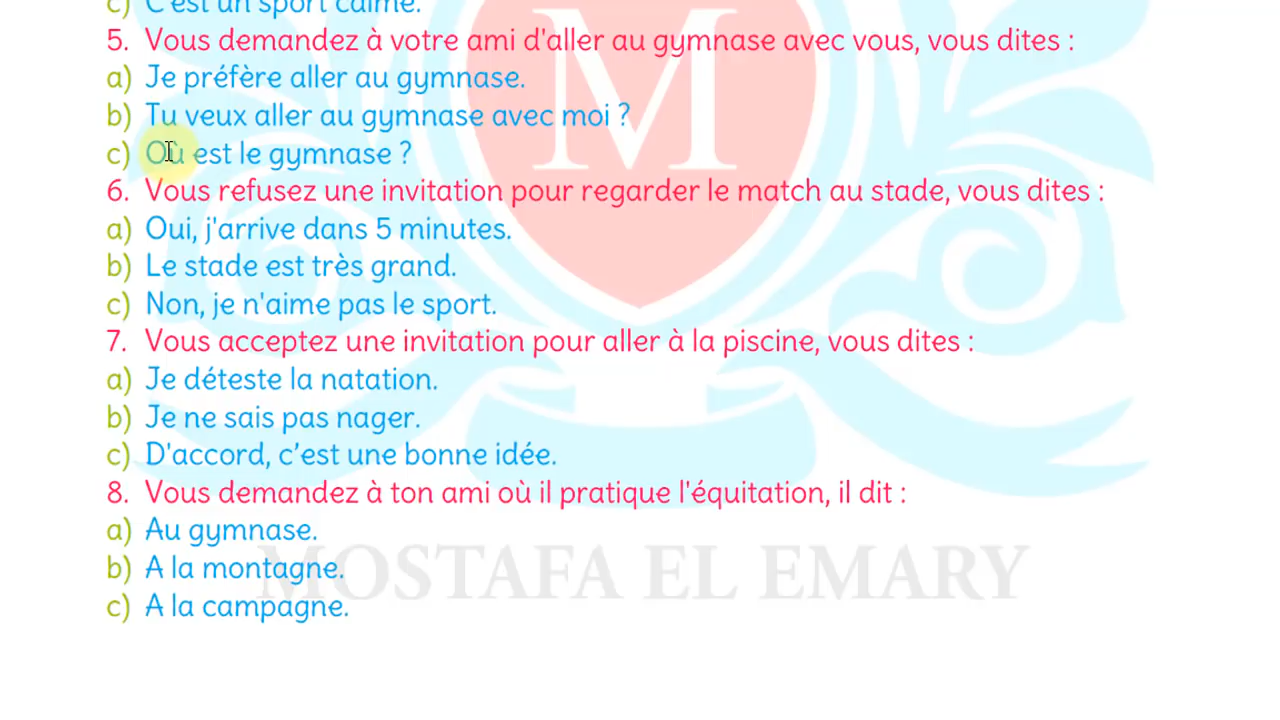 c) C'est un sport calme.
5. Vous demandez à votre ami d'aller au gymnase avec vous, vous dites :
a) Je préfère aller au gymnase.
b) Tu veux aller au gymnase avec moi ?
c) Où est le gymnase ?
6. Vous refusez une invitation pour regarder le match au stade, vous dites :
a) Oui, j'arrive dans 5 minutes.
b) Le stade est très grand.
c) Non, je n'aime pas le sport.
7. Vous acceptez une invitation pour aller à la piscine, vous dites :
a) Je déteste la natation.
b) Je ne sais pas nager.
c) D'accord, c’est une bonne idée.
8. Vous demandez à ton ami où il pratique l'équitation, il dit :
a) Au gymnase.
b) A la montagne.
c) A la campagne.
M
MOSTAFA EL EMARY